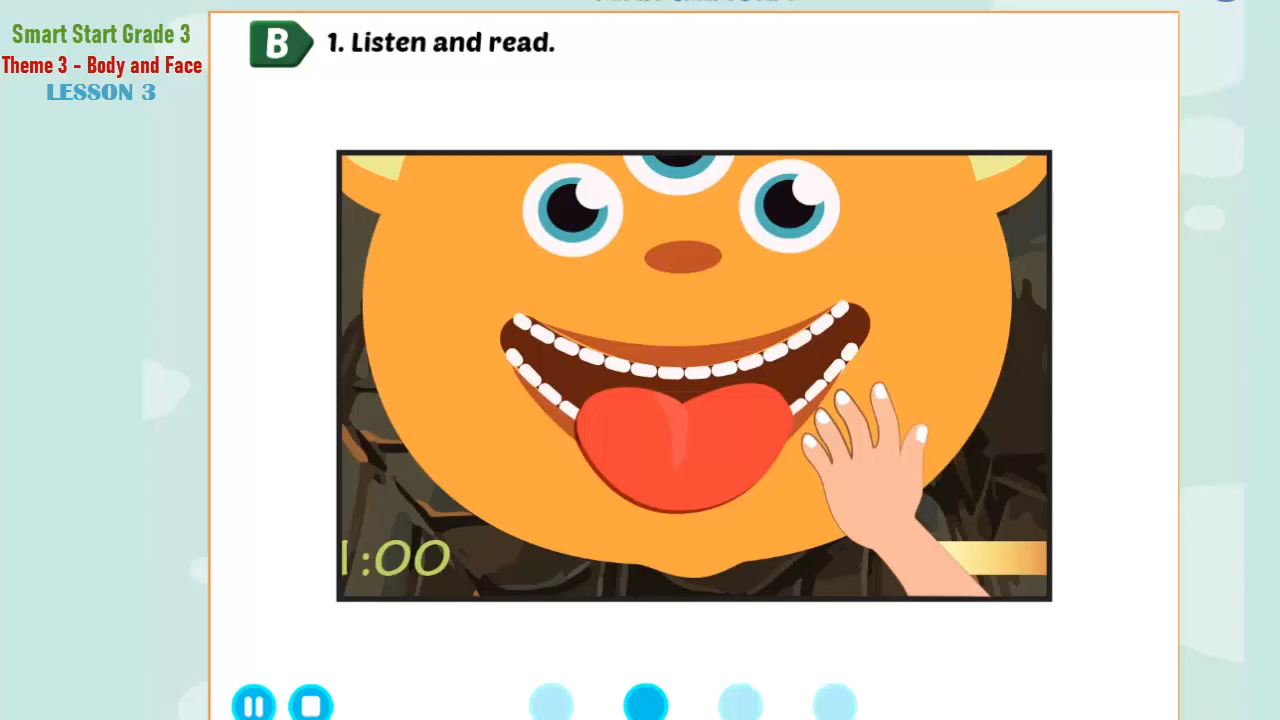 Smart Start Grade 3
Theme 3 - Body and Face
LESSON 3
B 1. Listen and read.
1:00